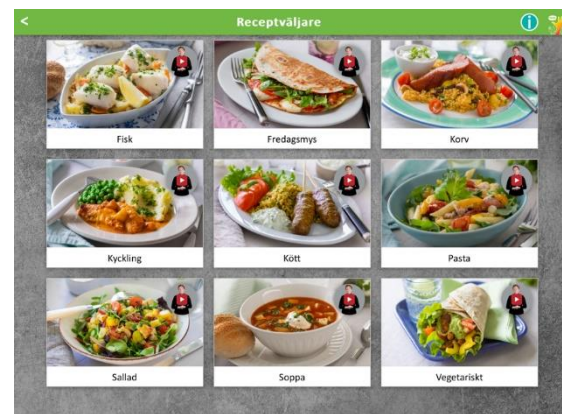 <
Receptväljare
i
Fisk
Fredagsmys
Korv
Kyckling
Kött
Pasta
Sallad
Soppa
Vegetariskt